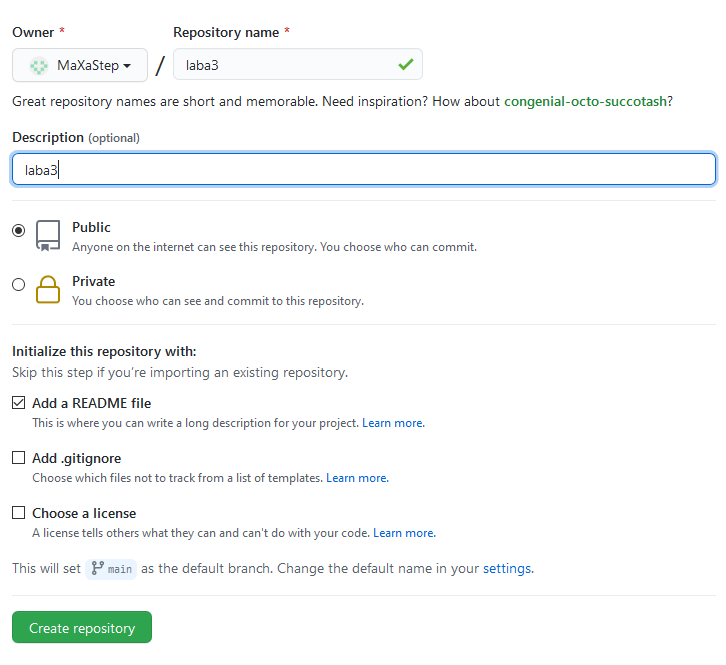 Owner * Repository name *
MaXaStep / laba3
Great repository names are short and memorable. Need inspiration? How about congenial-octo-succotash?
Description (optional)
laba3
Public
Anyone on the internet can see this repository. You choose who can commit.
Private
You choose who can see and commit to this repository.
Initialize this repository with:
Skip this step if you're importing an existing repository.
Add a README file
This is where you can write a long description for your project. Learn more.
Add .gitignore
Choose which files not to track from a list of templates. Learn more.
Choose a license
A license tells others what they can and can't do with your code. Learn more.
This will set main as the default branch. Change the default name in your settings.
Create repository